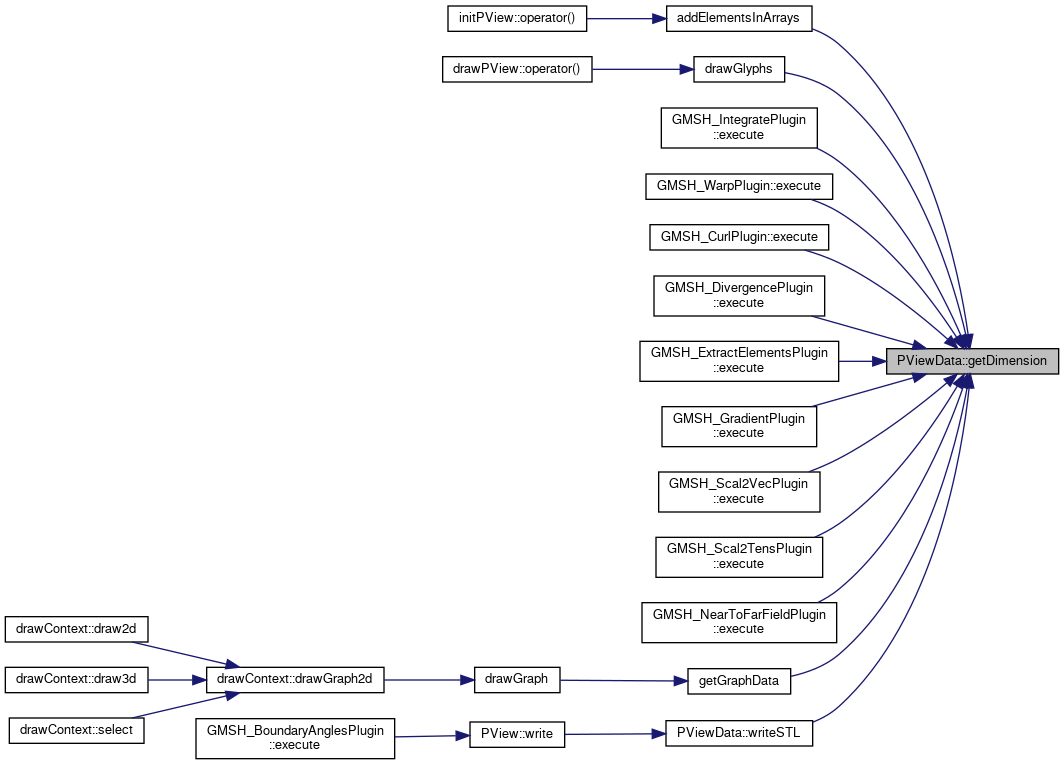 initPView::operator()
addElementsInArrays
drawPView::operator()
drawGlyphs
GMSH_IntegratePlugin
::execute
GMSH_WarpPlugin::execute
GMSH_CurlPlugin::execute
GMSH_DivergencePlugin
::execute
GMSH_ExtractElementsPlugin
::execute
PViewData::getDimension
GMSH_GradientPlugin
::execute
GMSH_Scal2VecPlugin
::execute
GMSH_Scal2TensPlugin
::execute
GMSH_NearToFarFieldPlugin
::execute
drawContext::draw2d
drawContext::draw3d
drawContext::drawGraph2d
drawGraph
getGraphData
drawContext::select
GMSH_BoundaryAnglesPlugin
::execute
PView::write
PViewData::writeSTL